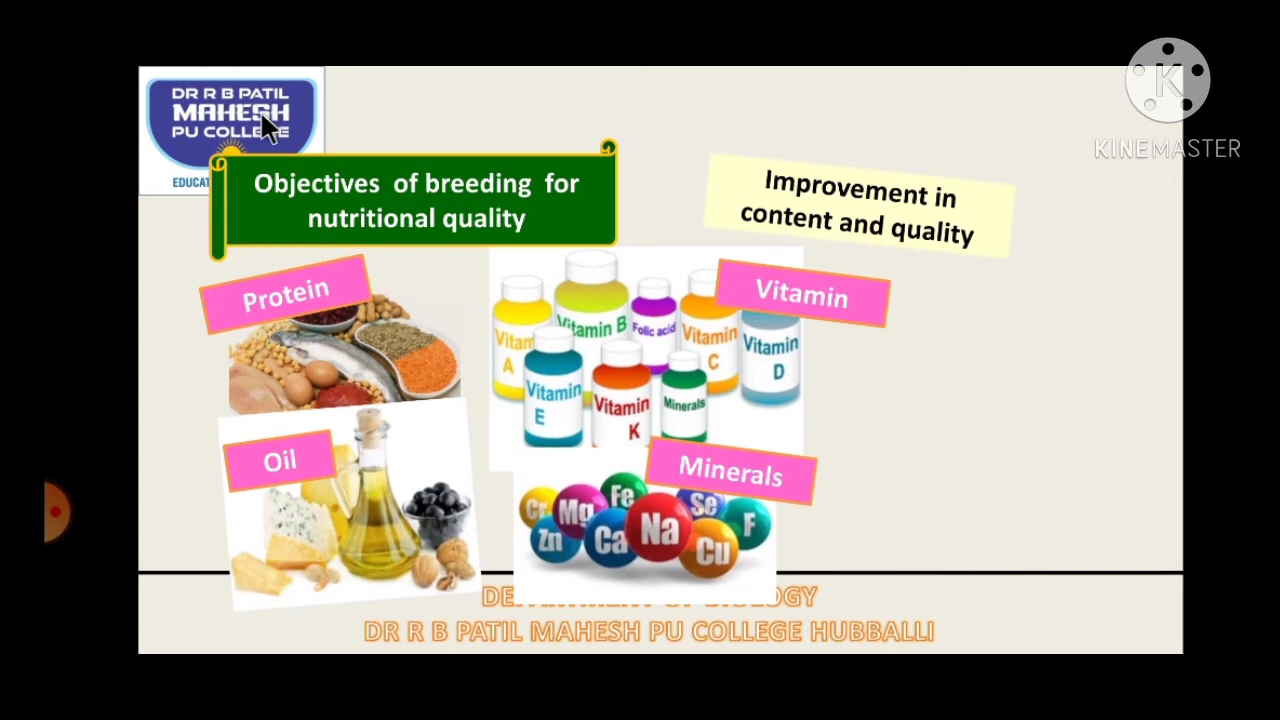 DR R B PATIL
MAHESH
PU COLLEGE
KINEMASTER
Objectives of breeding for
nutritional quality
Improvement in
content and quality
Protein
Vitamin
Vitamin B
Folic acid
Vitamin
C
Vitamin
D
A
Vitamin
E
Vitamin
K
Minerals
Oil
Minerals
Cr
Mg
Fe
Se
F
Zn
Ca
Na
Cu
DR R B PATIL MAHESH PU COLLEGE HUBBALLI